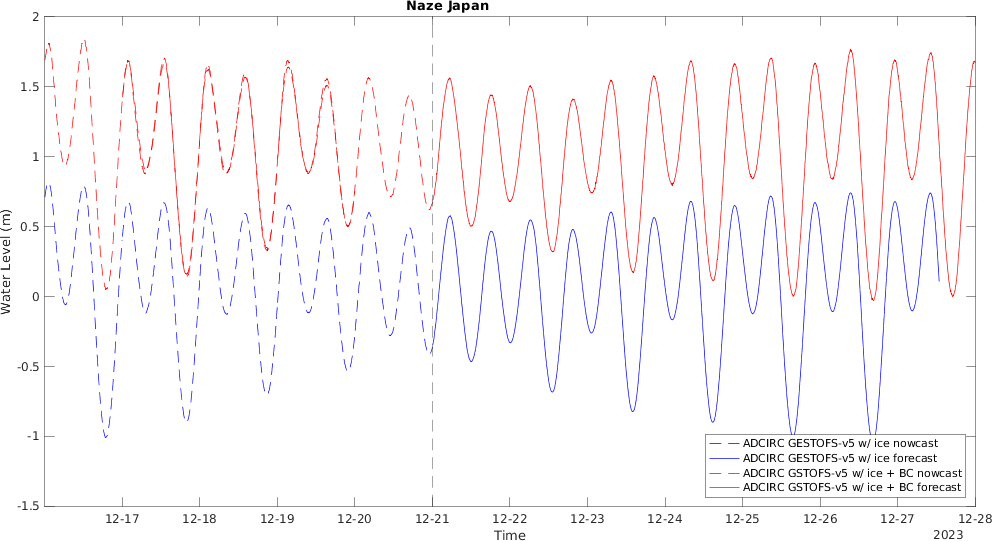 Naze Japan
2
1.5
1
0.5
0
-0.5
-1
-1.5
Water Level (m)
ADCIRC GESTOFS-v5 w/ ice nowcast
ADCIRC GESTOFS-v5 w/ ice forecast
ADCIRC GSTOFS-v5 w/ ice + BC nowcast
ADCIRC GSTOFS-v5 w/ ice + BC forecast
12-17 12-18 12-19 12-20 12-21 12-22 12-23 12-24 12-25 12-26 12-27 12-28
Time
2023